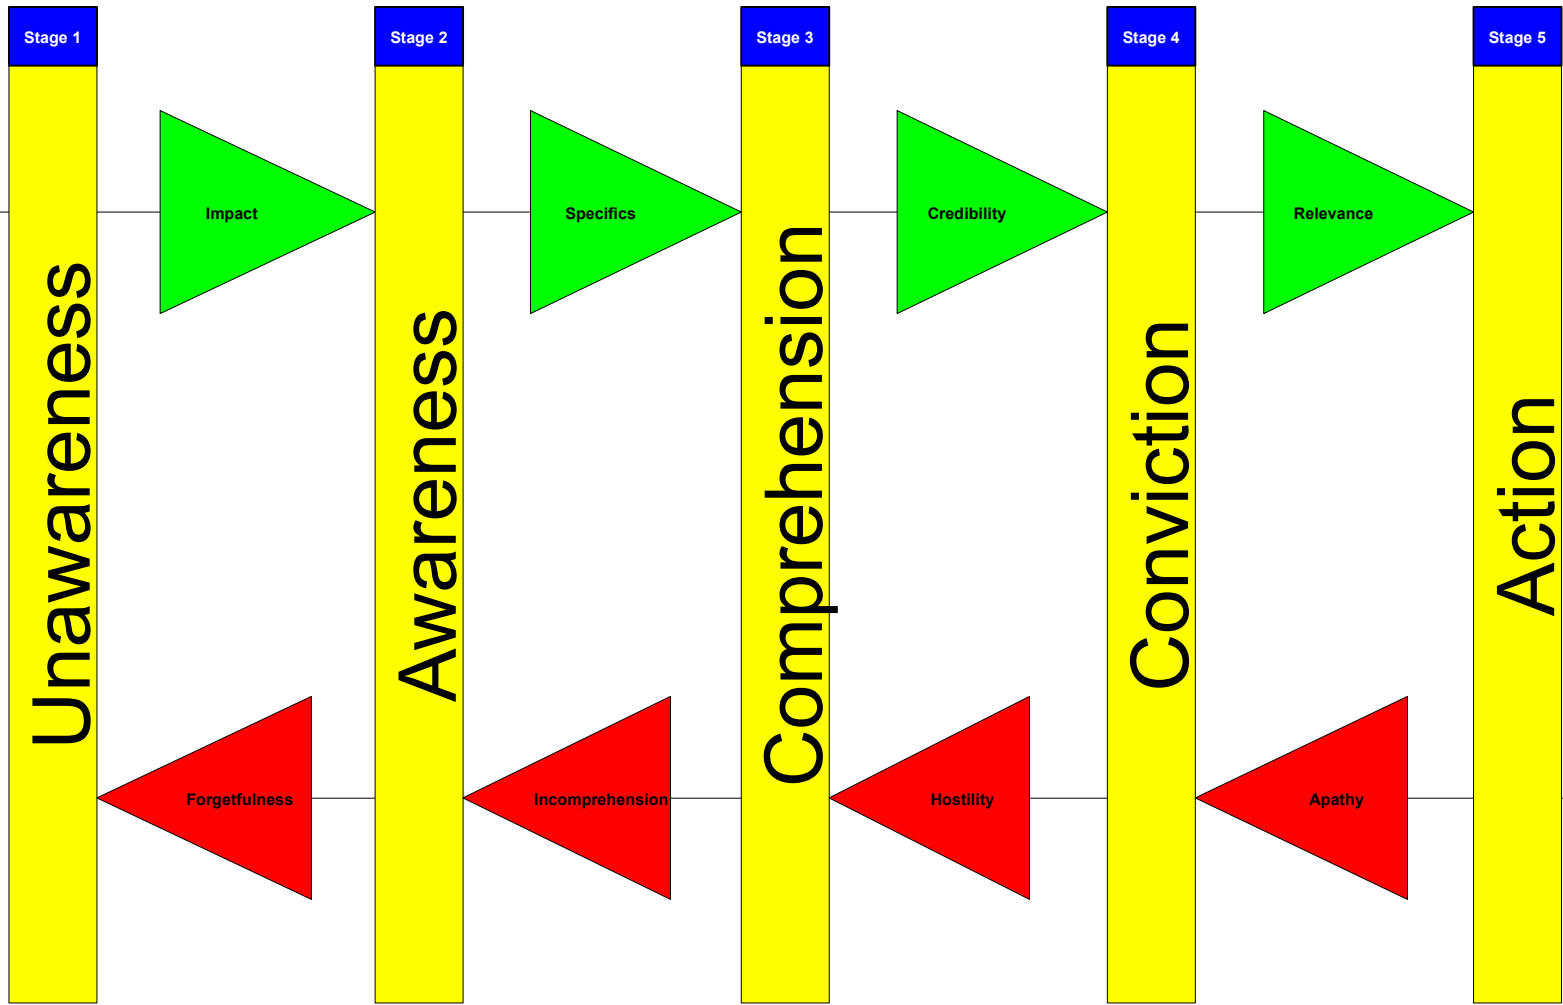 Stage 1
Stage 2
Stage 3
Stage 4
Stage 5
Impact
Specifics
Credibility
Relevance
Unawareness
Awareness
Comprehension
Conviction
Action
Forgetfulness
Incomprehension
Hostility
Apathy